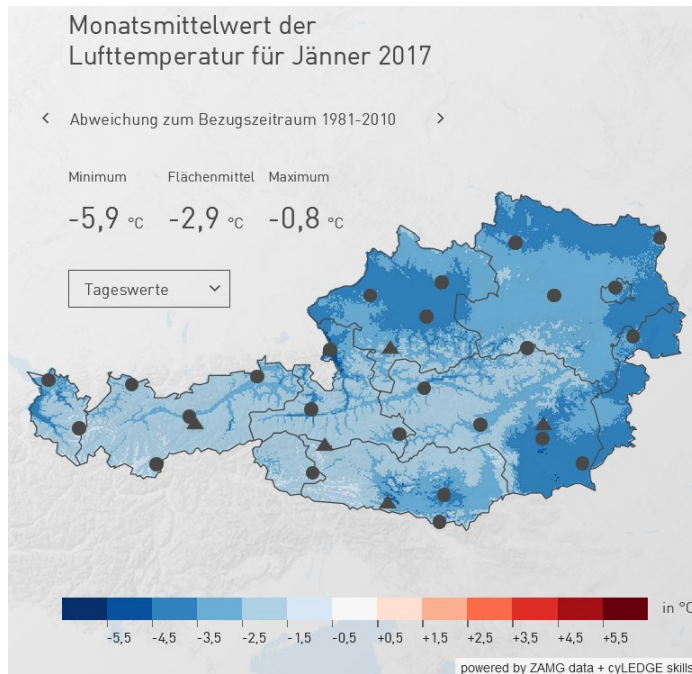 Monatsmittelwert der
Lufttemperatur für Jänner 2017
‹ Abweichung zum Bezugszeitraum 1981-2010 ›
Minimum Flächenmittel Maximum
-5,9 °C -2,9 °C -0,8 °C
Tageswerte
in °C
-5,5 -4,5 -3,5 -2,5 -1,5 -0,5 +0,5 +1,5 +2,5 +3,5 +4,5 +5,5
powered by ZAMG data + cyLEDGE skills